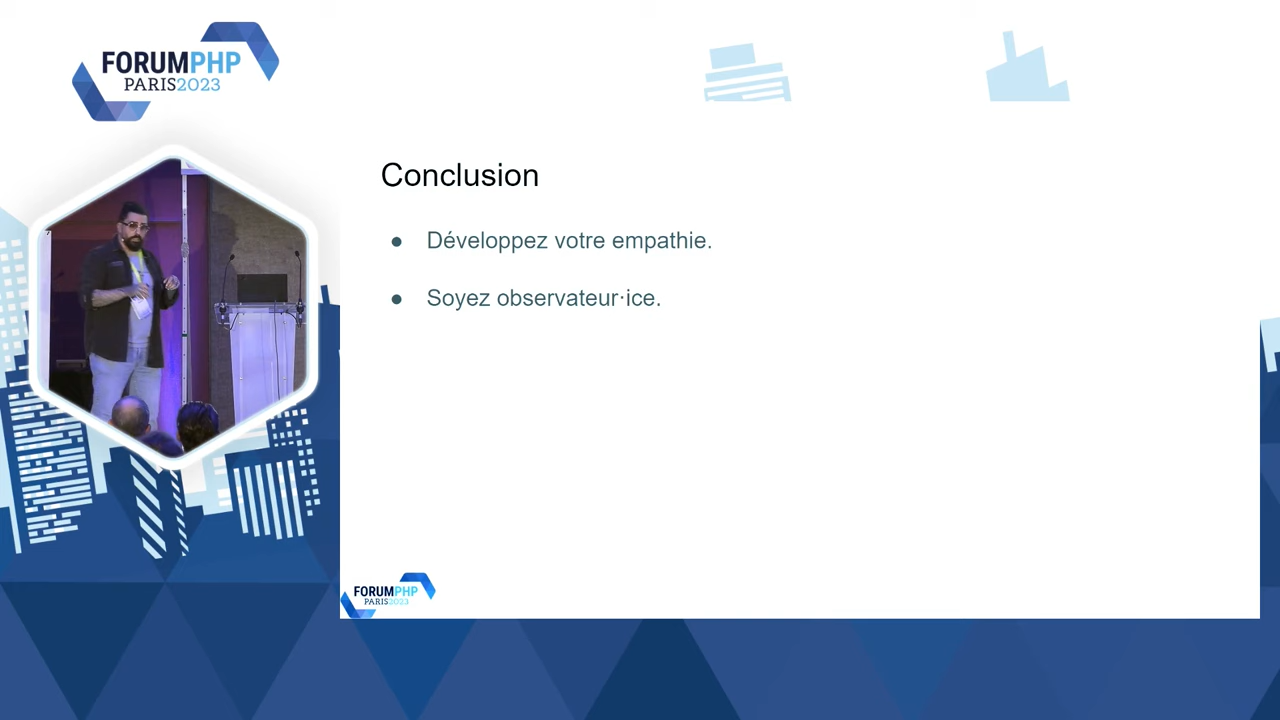 FORUMPHP
PARIS2023
Conclusion
● Développez votre empathie.
● Soyez observateur·ice.
FORUMPHP
PARIS2023